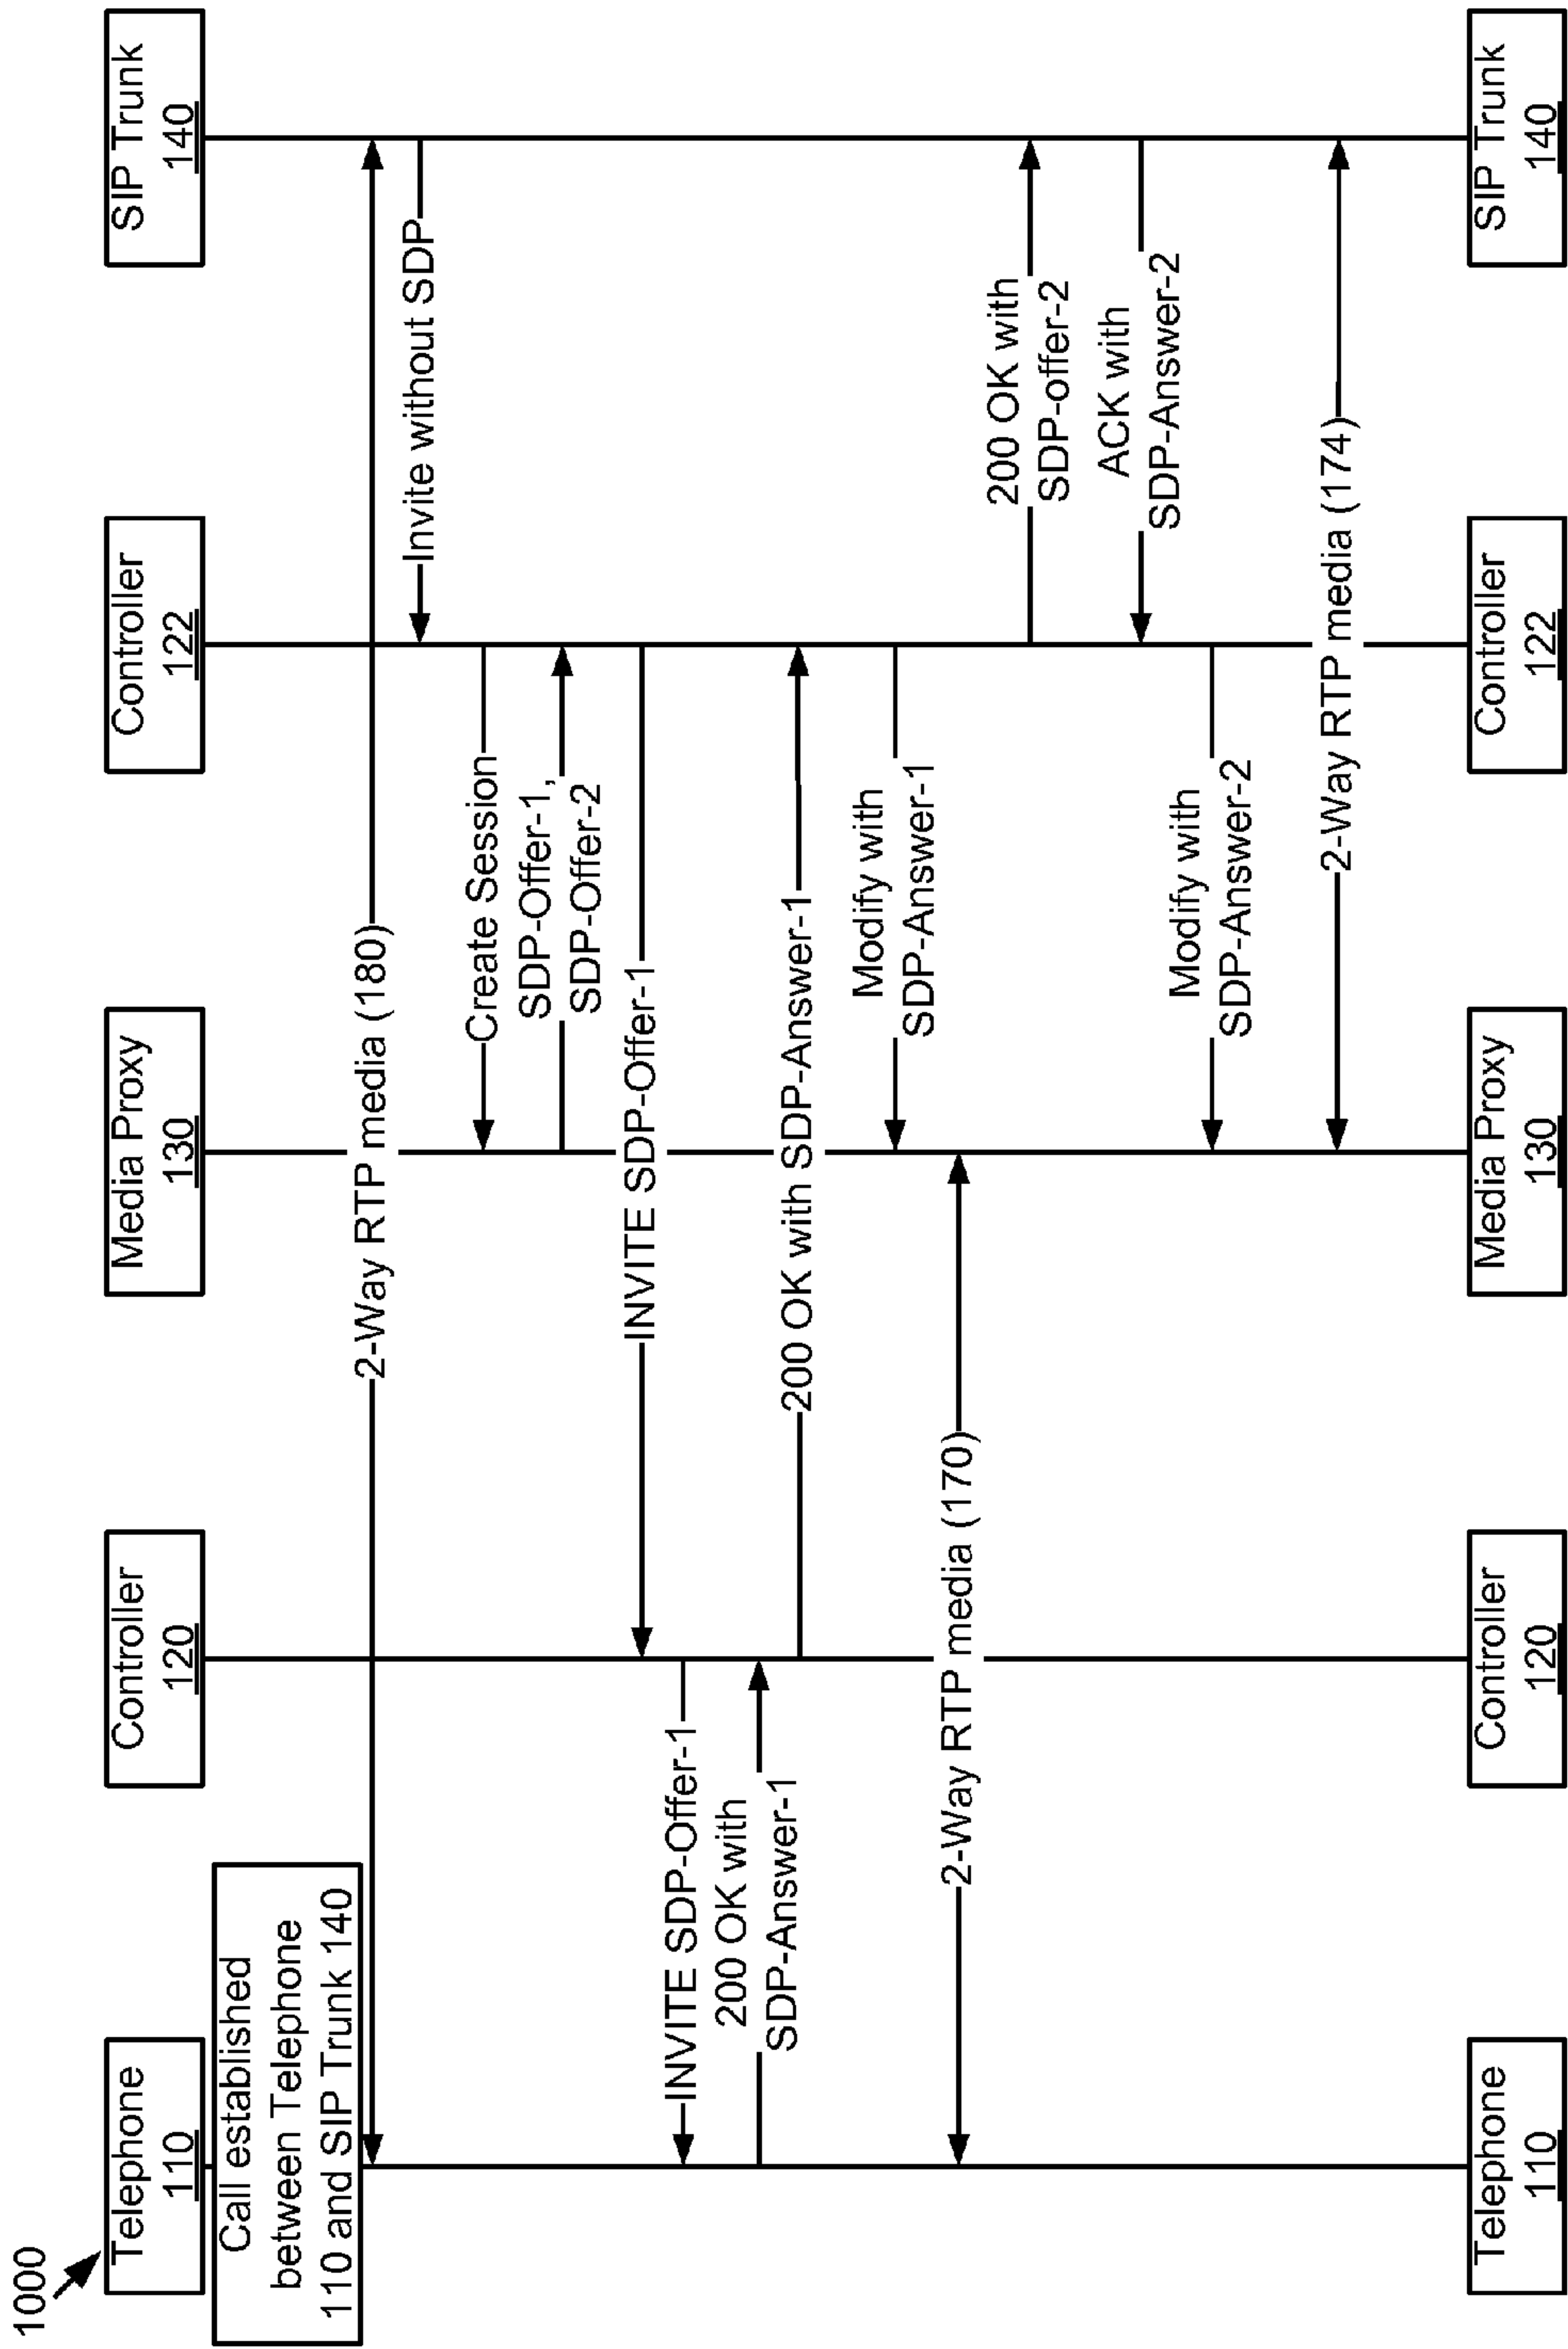 1000
Telephone
110
Controller
120
Media Proxy
130
Controller
122
SIP Trunk
140
Call established
between Telephone
110 and SIP Trunk 140
2-Way RTP media (180)
Invite without SDP
Create Session
SDP-Offer-1,
SDP-Offer-2
INVITE SDP-Offer-1
INVITE SDP-Offer-1
200 OK with
SDP-Answer-1
200 OK with SDP-Answer-1
Modify with
SDP-Answer-1
2-Way RTP media (170)
200 OK with
SDP-offer-2
ACK with
SDP-Answer-2
Modify with
SDP-Answer-2
2-Way RTP media (174)
Telephone
110
Controller
120
Media Proxy
130
Controller
122
SIP Trunk
140